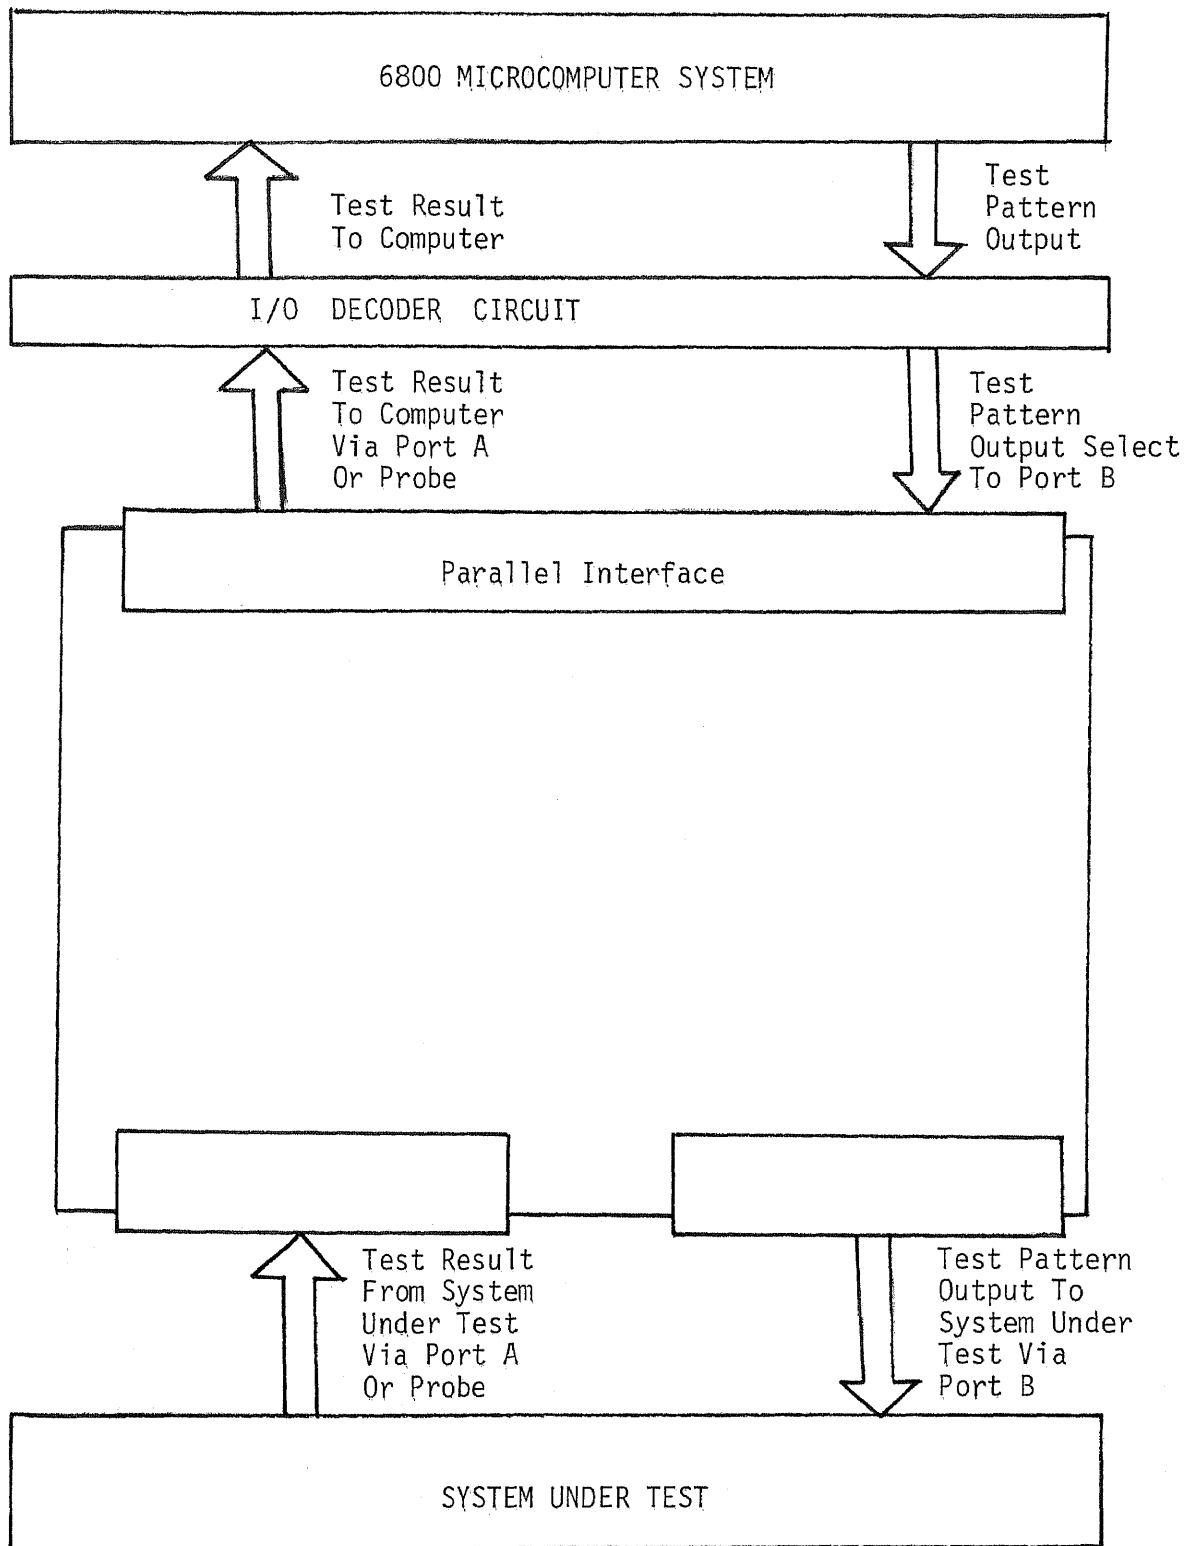 6800 MICROCOMPUTER SYSTEM
Test Result
To Computer
Test
Pattern
Output
I/O DECODER CIRCUIT
Test Result
To Computer
Via Port A
Or Probe
Test
Pattern
Output Select
To Port B
Parallel Interface
Test Result
From System
Under Test
Via Port A
Or Probe
Test Pattern
Output To
System Under
Test Via
Port B
SYSTEM UNDER TEST